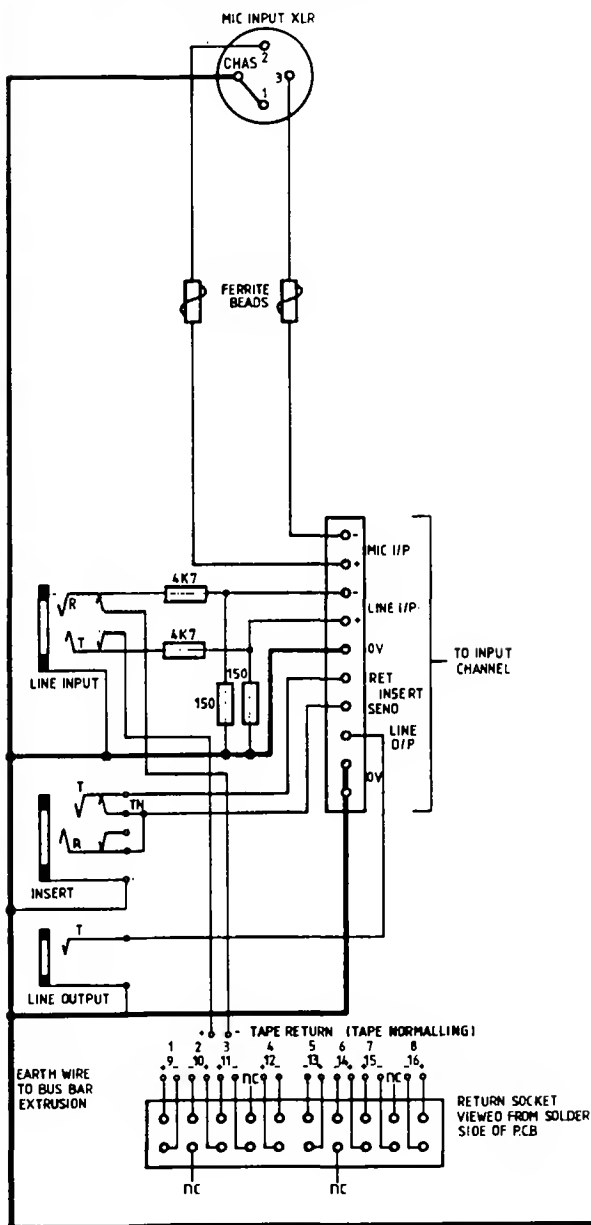 MIC INPUT XLR
2
CHAS
3
1
FERRITE
BEADS
-
MIC I/P
+
4K7
-
LINE I/P
R
+
T
4K7
0V
TO INPUT
CHANNEL
LINE INPUT
150
150
RET
INSERT
SEND
LINE
O/P
T
TN
0V
R
INSERT
T
LINE OUTPUT
+ - TAPE RETURN (TAPE NORMALLING)
1 2 3 4 5 6 7 8
+9- -10+ +11- -12+ -13+ -14+ +15- -16+
nc nc
EARTH WIRE
TO BUS BAR
EXTRUSION
RETURN SOCKET
VIEWED FROM SOLDER
SIDE OF P.C.B
nc nc